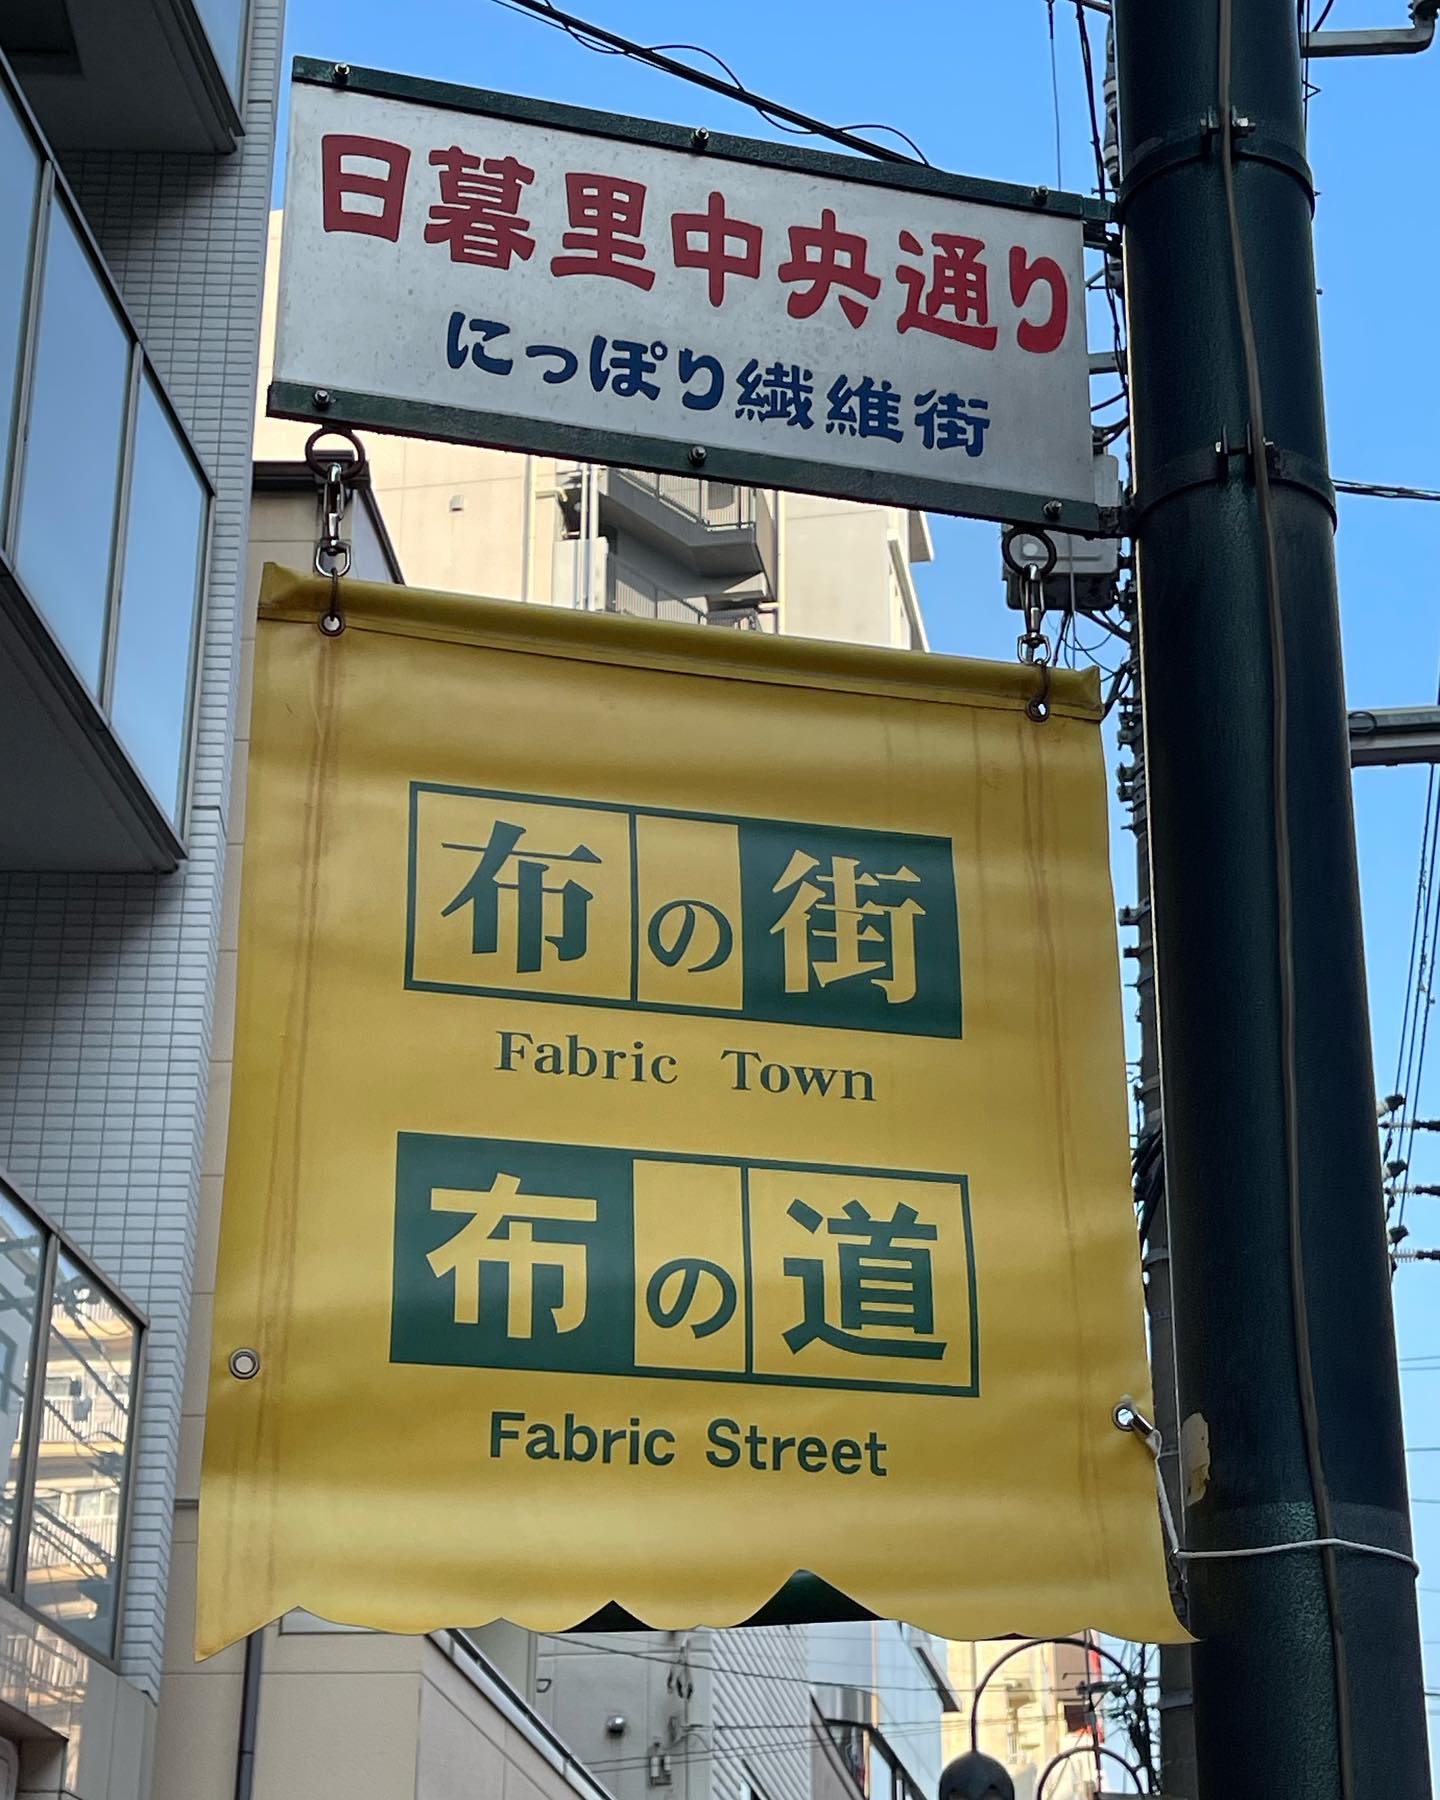 日暮里中央通り
にっぽり繊維街
布の街
Fabric Town
布の道
Fabric Street